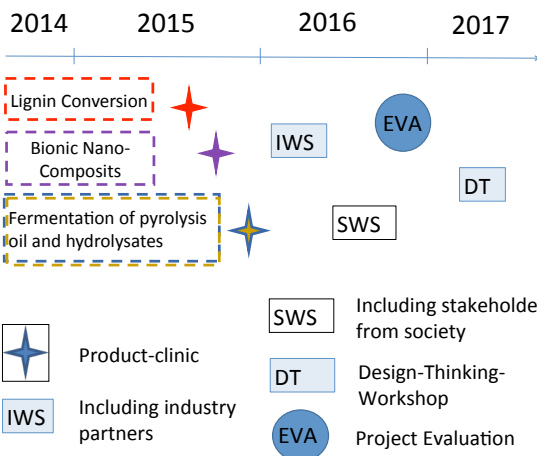 2014 2015 2016 2017
Lignin Conversion
EVA
Bionic Nano-
Composits
IWS
DT
Fermentation of pyrolysis
oil and hydrolysates
SWS
SWS
Including stakeholde
from society
Product-clinic
DT
Design-Thinking-
Workshop
IWS
Including industry
partners
EVA
Project Evaluation